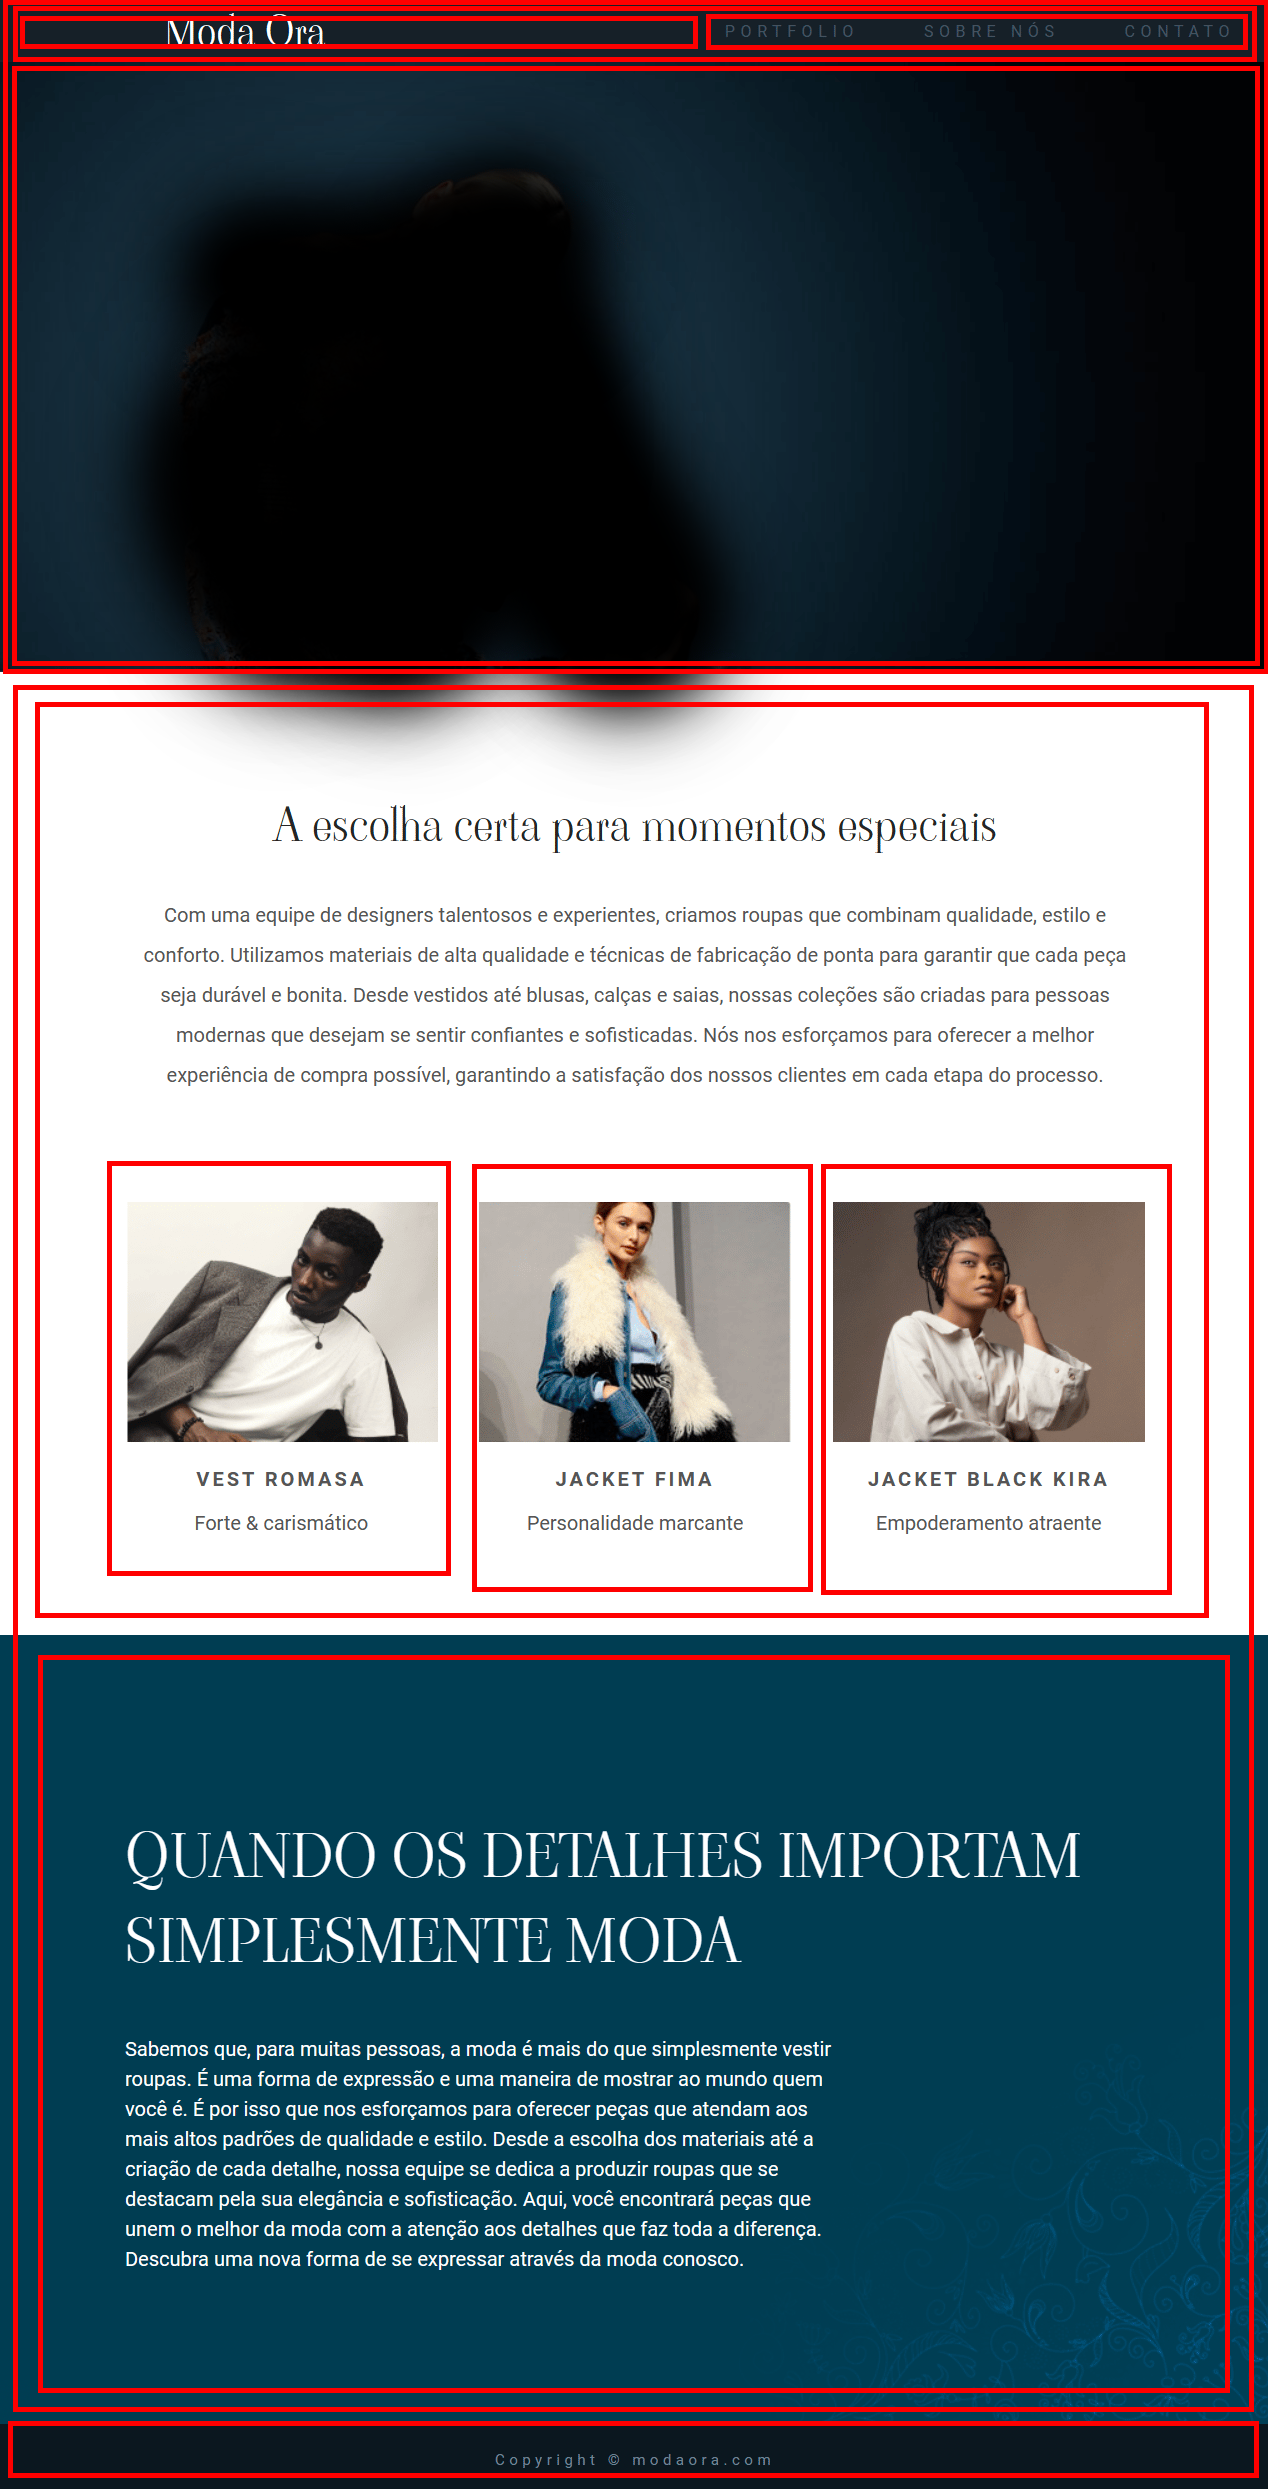 Moda Ora
PORTFOLIO SOBRE NÓS CONTATO
A escolha certa para momentos especiais
Com uma equipe de designers talentosos e experientes, criamos roupas que combinam qualidade, estilo e
conforto. Utilizamos materiais de alta qualidade e técnicas de fabricação de ponta para garantir que cada peça
seja durável e bonita. Desde vestidos até blusas, calças e saias, nossas coleções são criadas para pessoas
modernas que desejam se sentir confiantes e sofisticadas. Nós nos esforçamos para oferecer a melhor
experiência de compra possível, garantindo a satisfação dos nossos clientes em cada etapa do processo.
VEST ROMASA
Forte & carismático
JACKET FIMA
Personalidade marcante
JACKET BLACK KIRA
Empoderamento atraente
QUANDO OS DETALHES IMPORTAM
SIMPLESMENTE MODA
Sabemos que, para muitas pessoas, a moda é mais do que simplesmente vestir
roupas. É uma forma de expressão e uma maneira de mostrar ao mundo quem
você é. É por isso que nos esforçamos para oferecer peças que atendam aos
mais altos padrões de qualidade e estilo. Desde a escolha dos materiais até a
criação de cada detalhe, nossa equipe se dedica a produzir roupas que se
destacam pela sua elegância e sofisticação. Aqui, você encontrará peças que
unem o melhor da moda com a atenção aos detalhes que faz toda a diferença.
Descubra uma nova forma de se expressar através da moda conosco.
Copyright © modaora.com